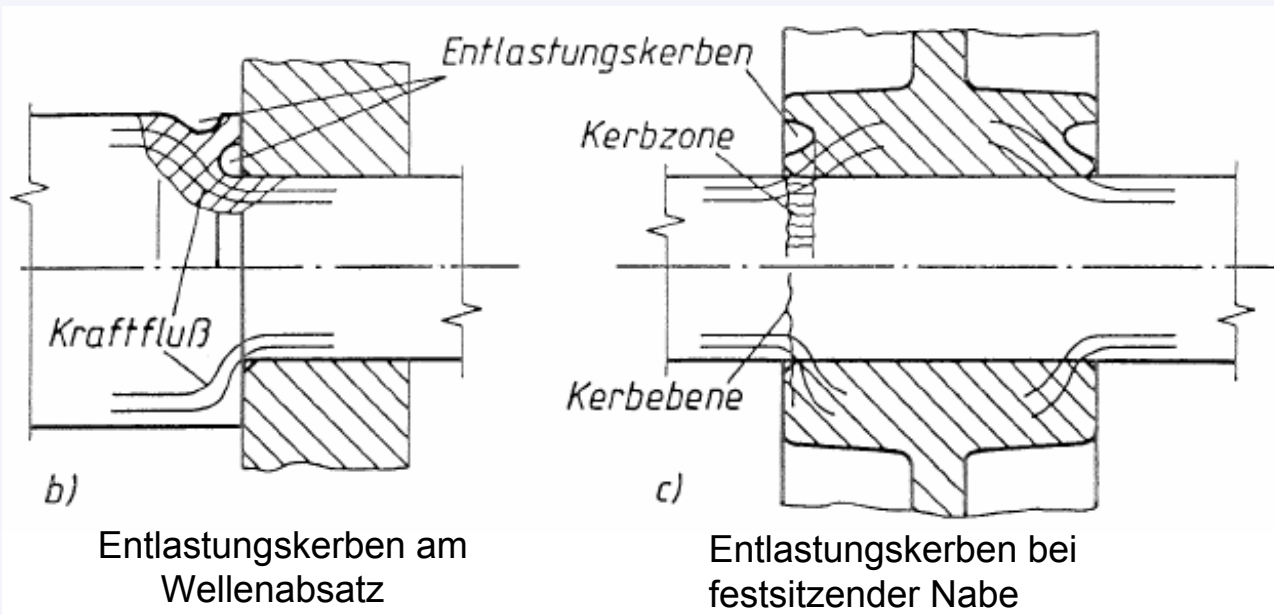 Entlastungskerben
Kerbzone
Kraftfluß
Kerbebene
b)
c)
Entlastungskerben am
Wellenabsatz
Entlastungskerben bei
festsitzender Nabe